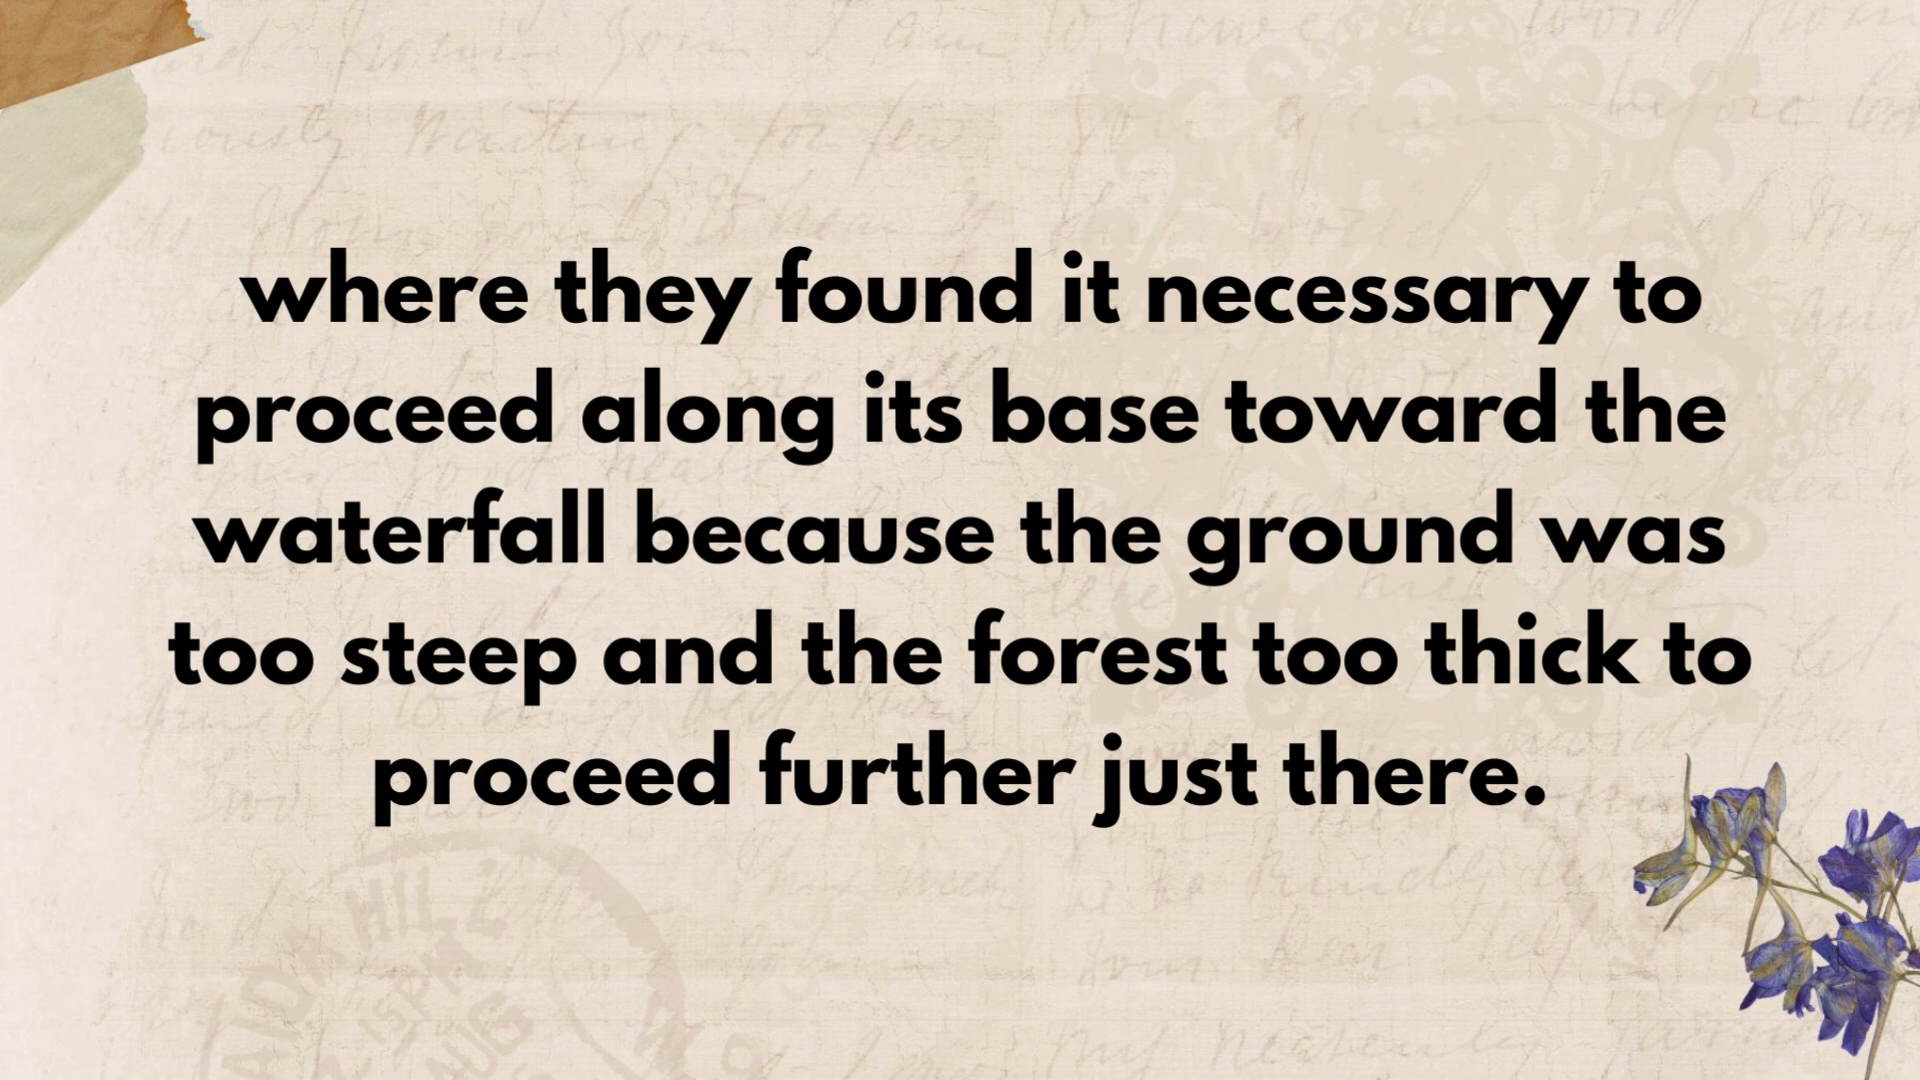 where they found it necessary to
proceed along its base toward the
waterfall because the ground was
too steep and the forest too thick to
proceed further just there.